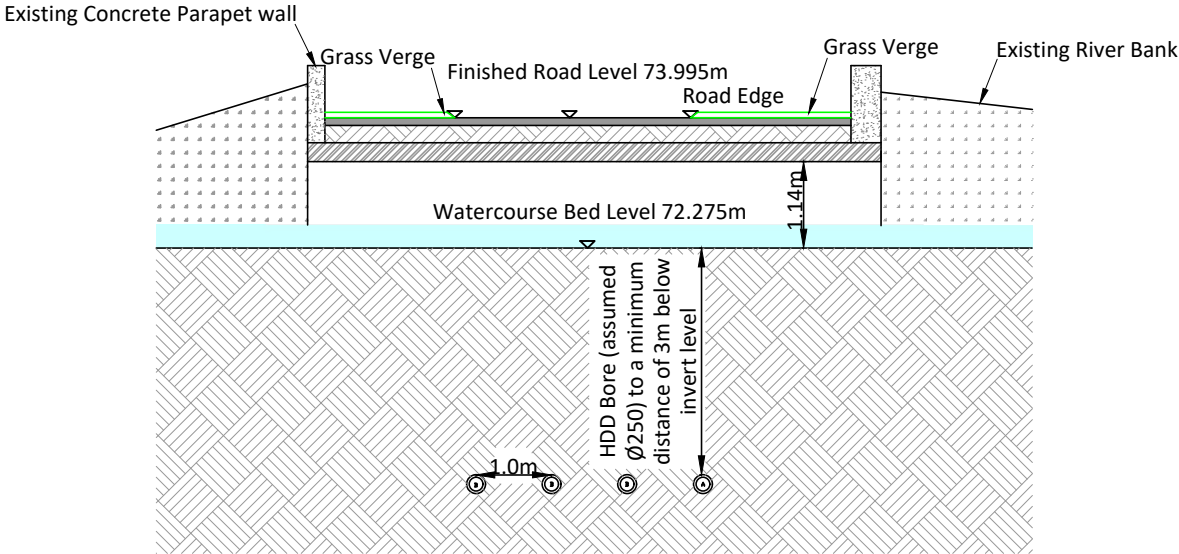 Existing Concrete Parapet wall
Grass Verge
Finished Road Level 73.995m
Grass Verge
Existing River Bank
Road Edge
1.14m
Watercourse Bed Level 72.275m
HDD Bore (assumed
Ø250) to a minimum
distance of 3m below
invert level
1.0m
A